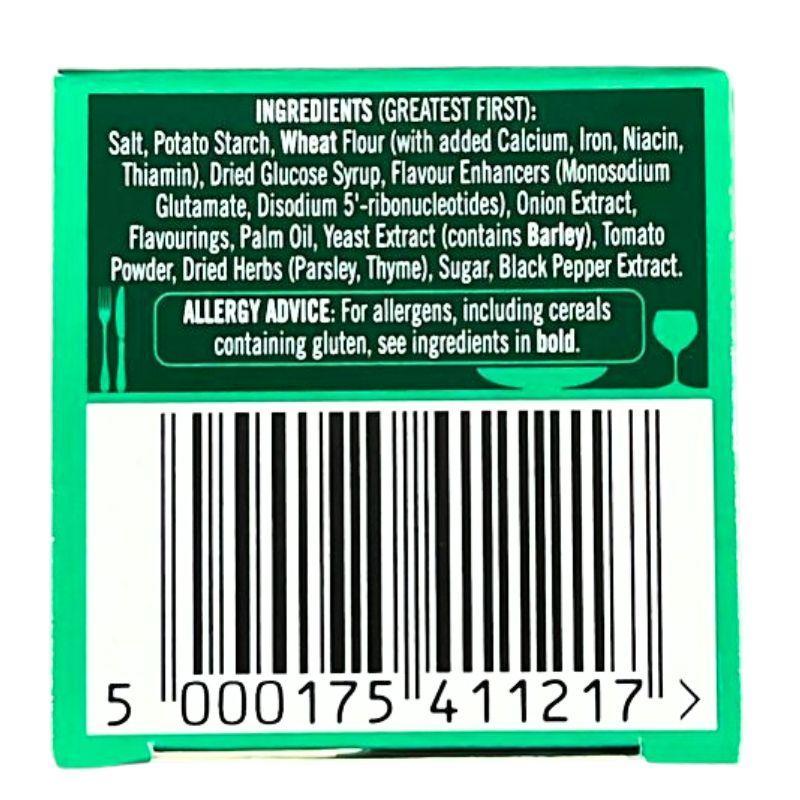 INGREDIENTS (GREATEST FIRST):
Salt, Potato Starch, Wheat Flour (with added Calcium, Iron, Niacin,
Thiamin), Dried Glucose Syrup, Flavour Enhancers (Monosodium
Glutamate, Disodium 5'-ribonucleotides), Onion Extract,
Flavourings, Palm Oil, Yeast Extract (contains Barley), Tomato
Powder, Dried Herbs (Parsley, Thyme), Sugar, Black Pepper Extract.
ALLERGY ADVICE: For allergens, including cereals
containing gluten, see ingredients in bold.
5 000175 411217 >